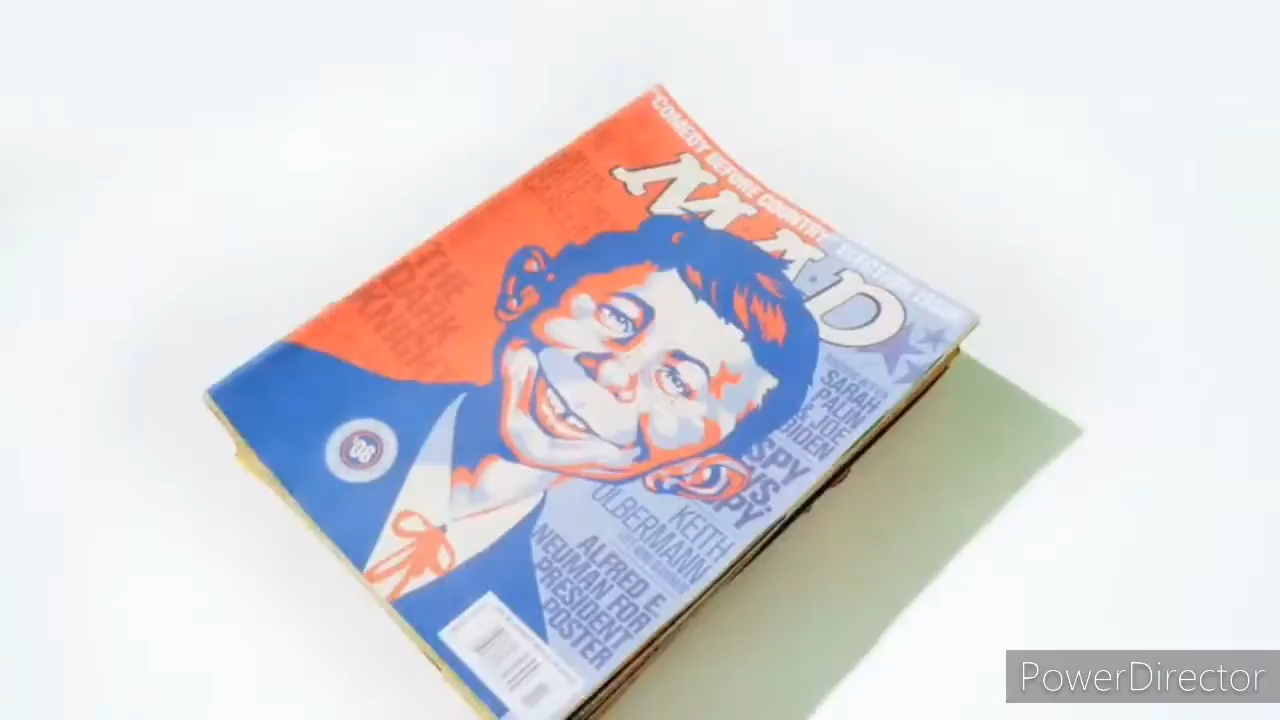 "COMEDY BEFORE COUNTRY
MAD
THE
DARK
KNIGHT
SARAH
PALIN
& JOE
BIDEN
SPY
VS.
SPY
KEITH
OLBERMANN
ALFRED E.
NEUMAN FOR
PRESIDENT
POSTER
'08
PowerDirector